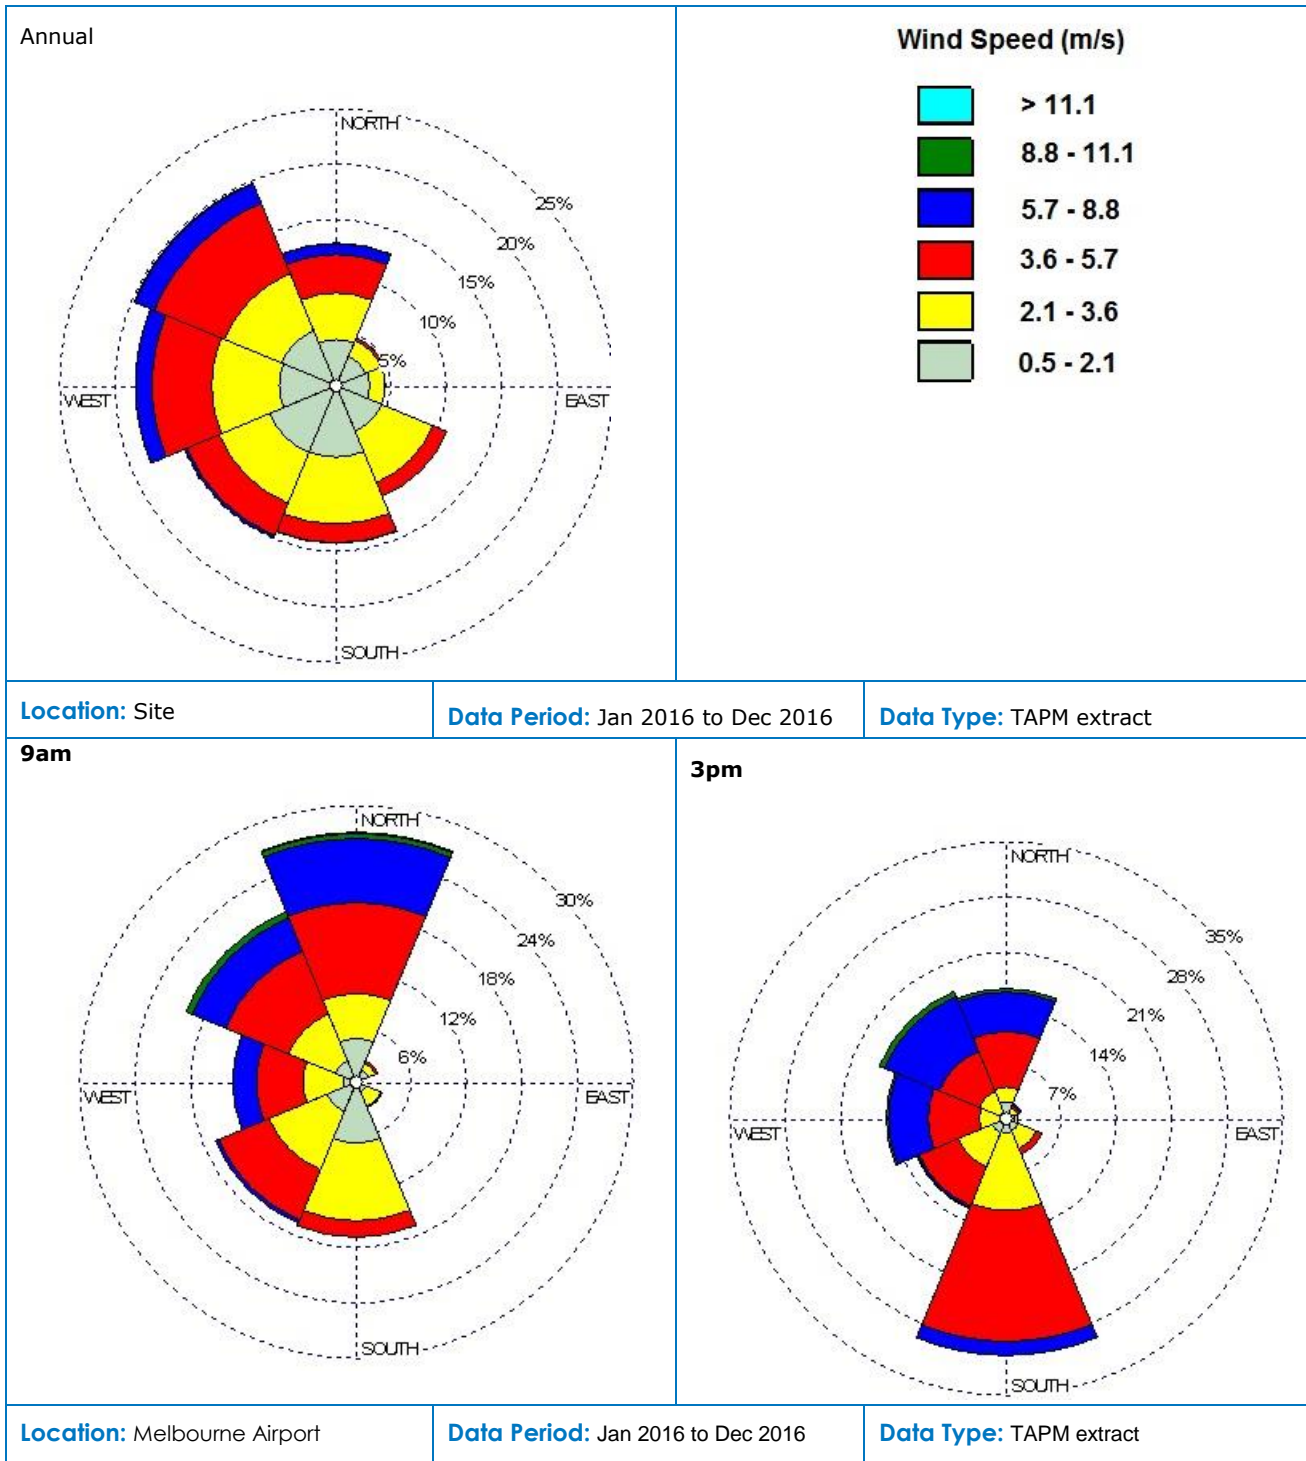 Annual
Wind Speed (m/s)
> 11.1
8.8 - 11.1
5.7 - 8.8
3.6 - 5.7
2.1 - 3.6
0.5 - 2.1
NORTH
25%
20%
15%
10%
5%
WEST
EAST
SOUTH
Location: Site
Data Period: Jan 2016 to Dec 2016
Data Type: TAPM extract
9am
NORTH
30%
24%
18%
12%
6%
WEST
EAST
SOUTH
3pm
NORTH
35%
28%
21%
14%
7%
WEST
EAST
SOUTH
Location: Melbourne Airport
Data Period: Jan 2016 to Dec 2016
Data Type: TAPM extract